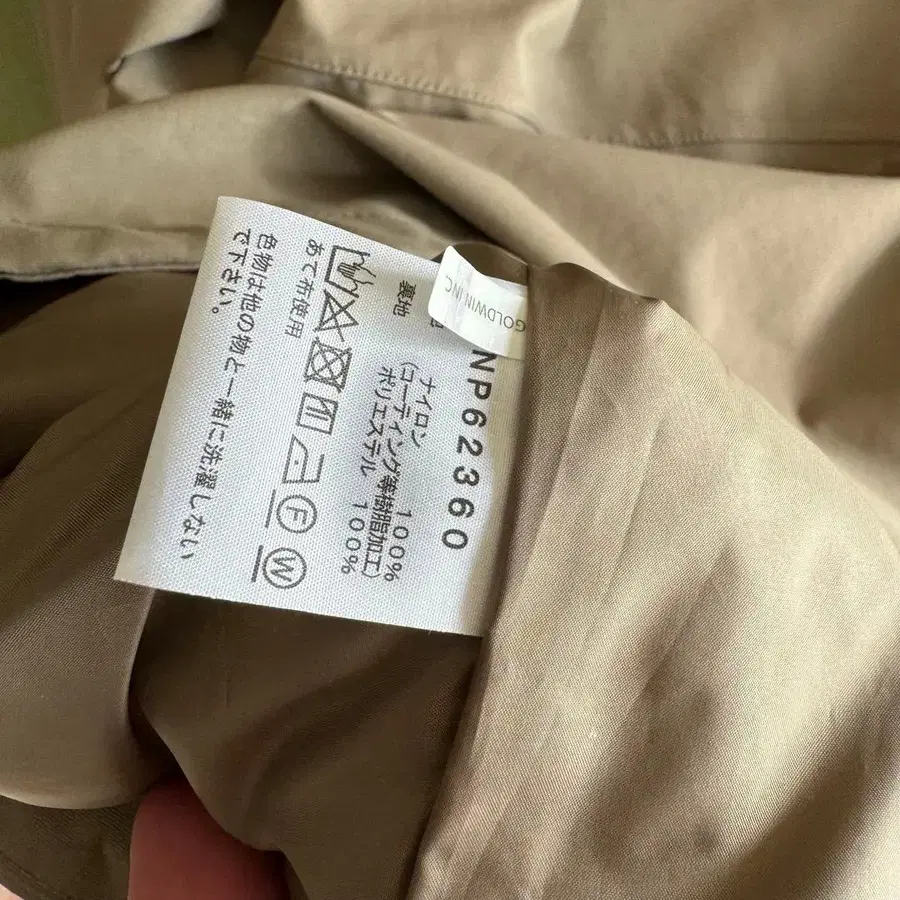 GOLDWIN INC
NP62360
ナイロン 100%
(コーティング等樹脂加工)
裏地 ポリエステル 100%
F W
あて布使用
色物は他の物と一緒に洗濯しない
で下さい。